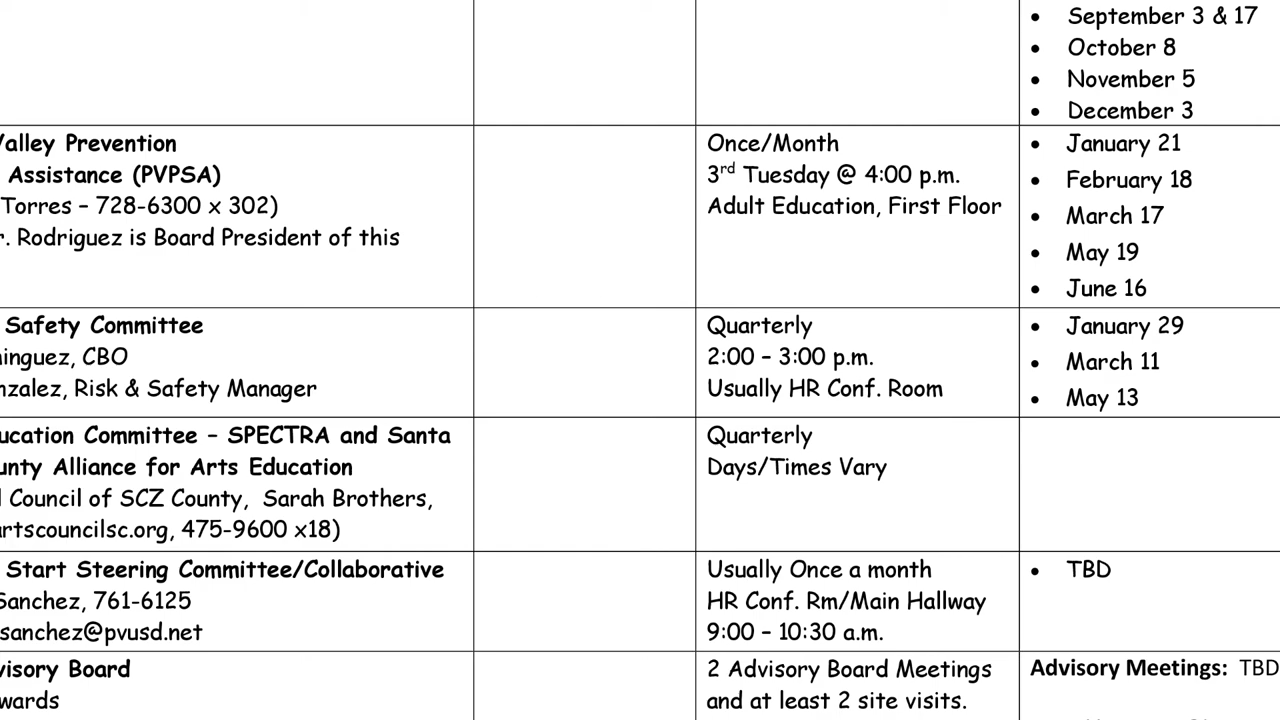 September 3 & 17
October 8
November 5
December 3
Valley Prevention
Assistance (PVPSA)
Torres – 728-6300 x 302)
r. Rodriguez is Board President of this
Once/Month
3rd Tuesday @ 4:00 p.m.
Adult Education, First Floor
January 21
February 18
March 17
May 19
June 16
Safety Committee
inguez, CBO
nzalez, Risk & Safety Manager
Quarterly
2:00 – 3:00 p.m.
Usually HR Conf. Room
January 29
March 11
May 13
ucation Committee – SPECTRA and Santa
unty Alliance for Arts Education
l Council of SCZ County,  Sarah Brothers,
artscouncilsc.org, 475-9600 x18)
Quarterly
Days/Times Vary
Start Steering Committee/Collaborative
Sanchez, 761-6125
sanchez@pvusd.net
Usually Once a month
HR Conf. Rm/Main Hallway
9:00 – 10:30 a.m.
TBD
visory Board
wards
2 Advisory Board Meetings
and at least 2 site visits.
Advisory Meetings:  TBD